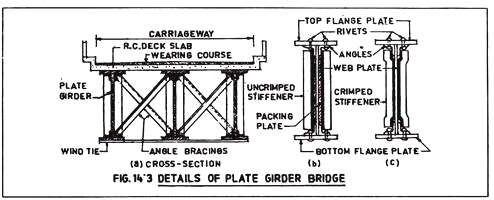 CARRIAGEWAY
R.C. DECK SLAB
WEARING COURSE
PLATE GIRDER
WIND TIE
ANGLE BRACINGS
(a) CROSS-SECTION
TOP FLANGE PLATE
RIVETS
ANGLES
WEB PLATE
UNCRIMPED STIFFENER
CRIMPED STIFFENER
PACKING PLATE
BOTTOM FLANGE PLATE
(b)
(C)
FIG. 14·3 DETAILS OF PLATE GIRDER BRIDGE